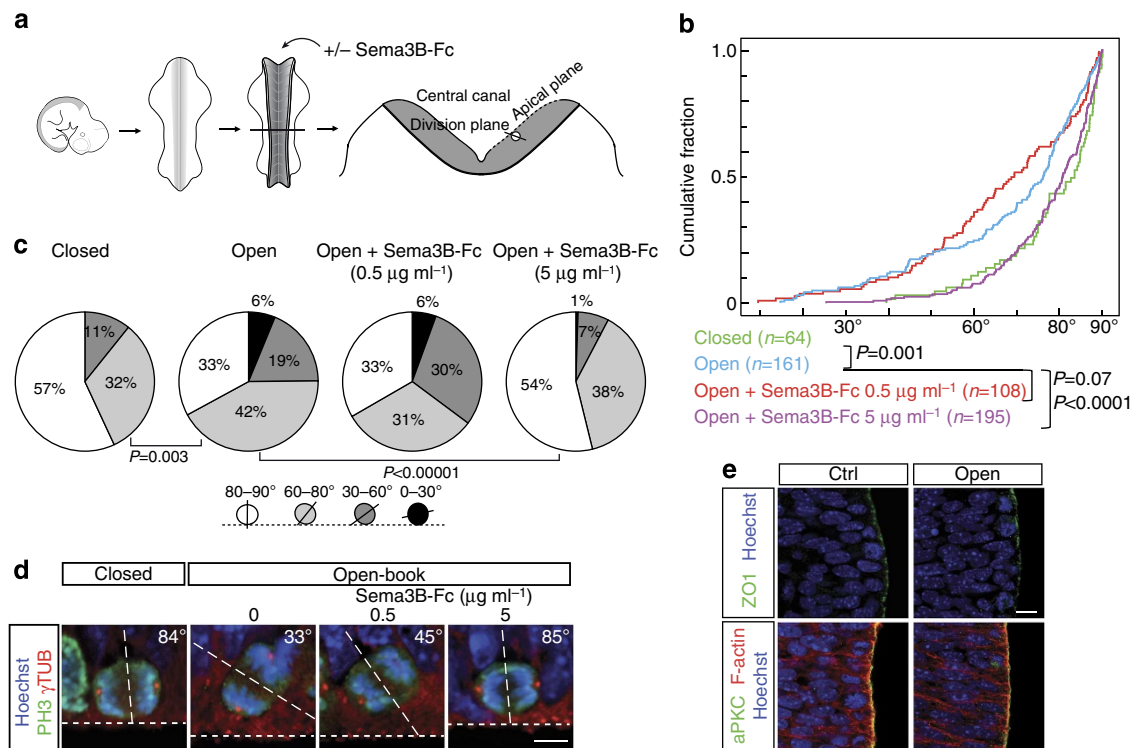 a
+/– Sema3B-Fc
Central canal
Apical plane
Division plane
b
Cumulative fraction
1.0
0.5
0
30° 60° 80° 90°
Closed (n=64)
Open (n=161)
Open + Sema3B-Fc 0.5 μg ml⁻¹ (n=108)
Open + Sema3B-Fc 5 μg ml⁻¹ (n=195)
P=0.001
P=0.07
P<0.0001
c
Closed
Open
Open + Sema3B-Fc
(0.5 μg ml⁻¹)
Open + Sema3B-Fc
(5 μg ml⁻¹)
11%
32%
57%
6%
19%
42%
33%
6%
30%
31%
33%
1%
7%
38%
54%
P=0.003
P<0.00001
80–90° 60–80° 30–60° 0–30°
d
Closed
Open-book
Sema3B-Fc (μg ml⁻¹)
0 0.5 5
Hoechst
PH3 γTUB
84° 33° 45° 85°
e
Ctrl
Open
ZO1 Hoechst
aPKC F-actin
Hoechst